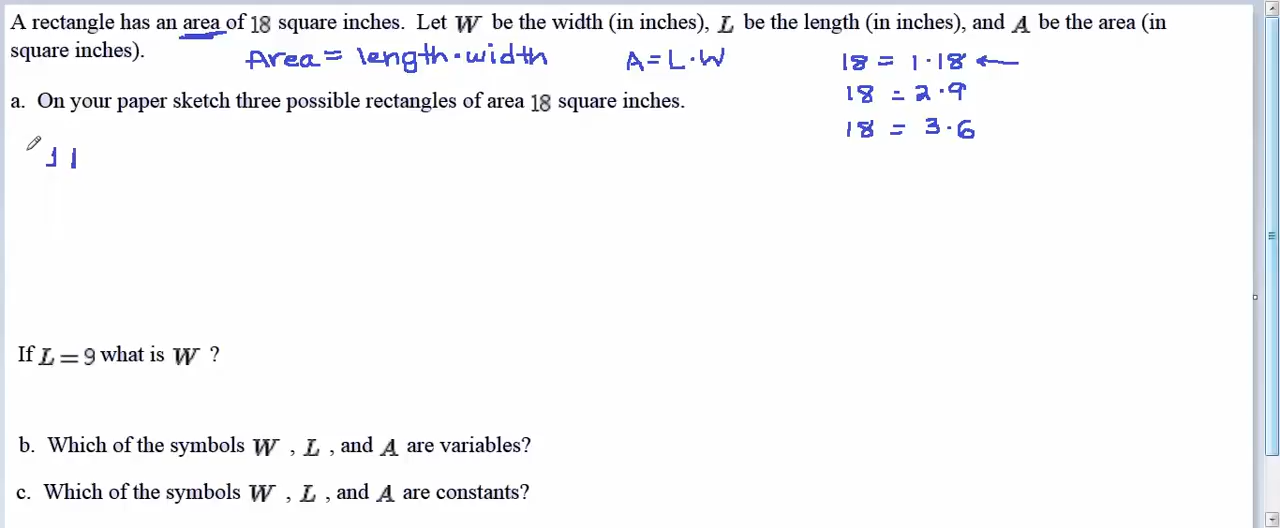 A rectangle has an area of 18 square inches. Let W be the width (in inches), L be the length (in inches), and A be the area (in
square inches).
Area = length · width
A = L · W
18 = 1 · 18 ←
18 = 2 · 9
18 = 3 · 6
a. On your paper sketch three possible rectangles of area 18 square inches.
If L = 9 what is W ?
b. Which of the symbols W , L , and A are variables?
c. Which of the symbols W , L , and A are constants?